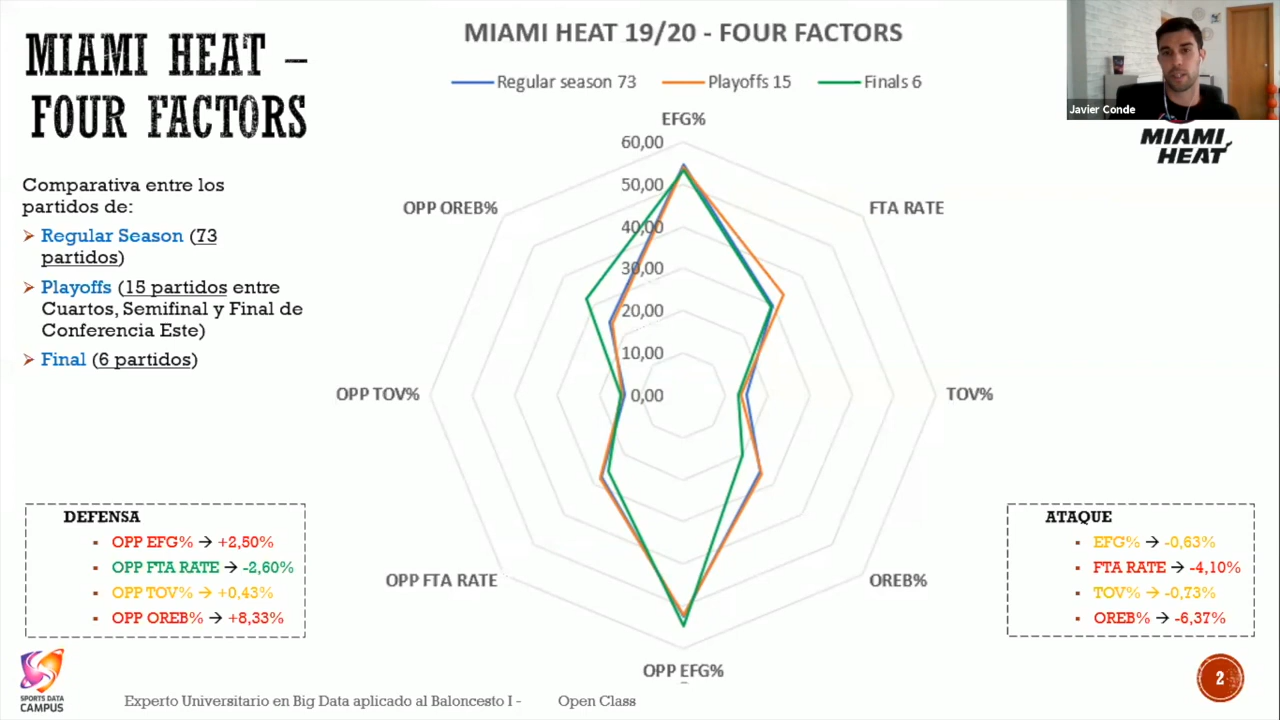 MIAMI HEAT –
FOUR FACTORS
Comparativa entre los
partidos de:
Regular Season (73
partidos)
Playoffs (15 partidos entre
Cuartos, Semifinal y Final de
Conferencia Este)
Final (6 partidos)
MIAMI HEAT 19/20 - FOUR FACTORS
Regular season 73
Playoffs 15
Finals 6
EFG%
60,00
50,00
40,00
30,00
20,00
10,00
0,00
OPP OREB%
FTA RATE
OPP TOV%
TOV%
OPP FTA RATE
OREB%
OPP EFG%
Javier Conde
MIAMI
HEAT
DEFENSA
▪ OPP EFG% → +2,50%
▪ OPP FTA RATE → -2,60%
▪ OPP TOV% → +0,43%
▪ OPP OREB% → +8,33%
ATAQUE
▪ EFG% → -0,63%
▪ FTA RATE → -4,10%
▪ TOV% → -0,73%
▪ OREB% → -6,37%
SPORTS DATA
CAMPUS
Experto Universitario en Big Data aplicado al Baloncesto I - Open Class
2